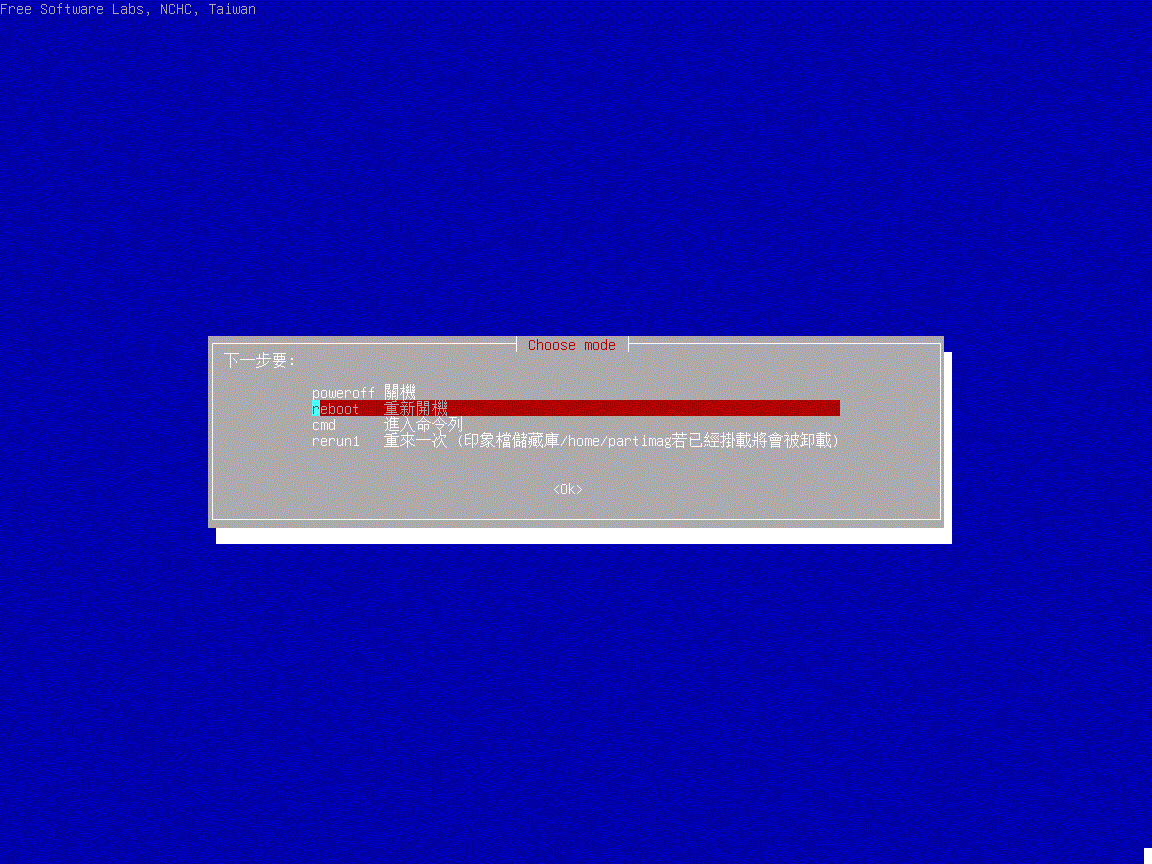 Free Software Labs, NCHC, Taiwan
Choose mode
下一步要:
poweroff 關機
reboot 重新開機
cmd 進入命令列
rerun1 重來一次 (印象檔儲藏庫/home/partimag若已經掛載將會被卸載)
<Ok>